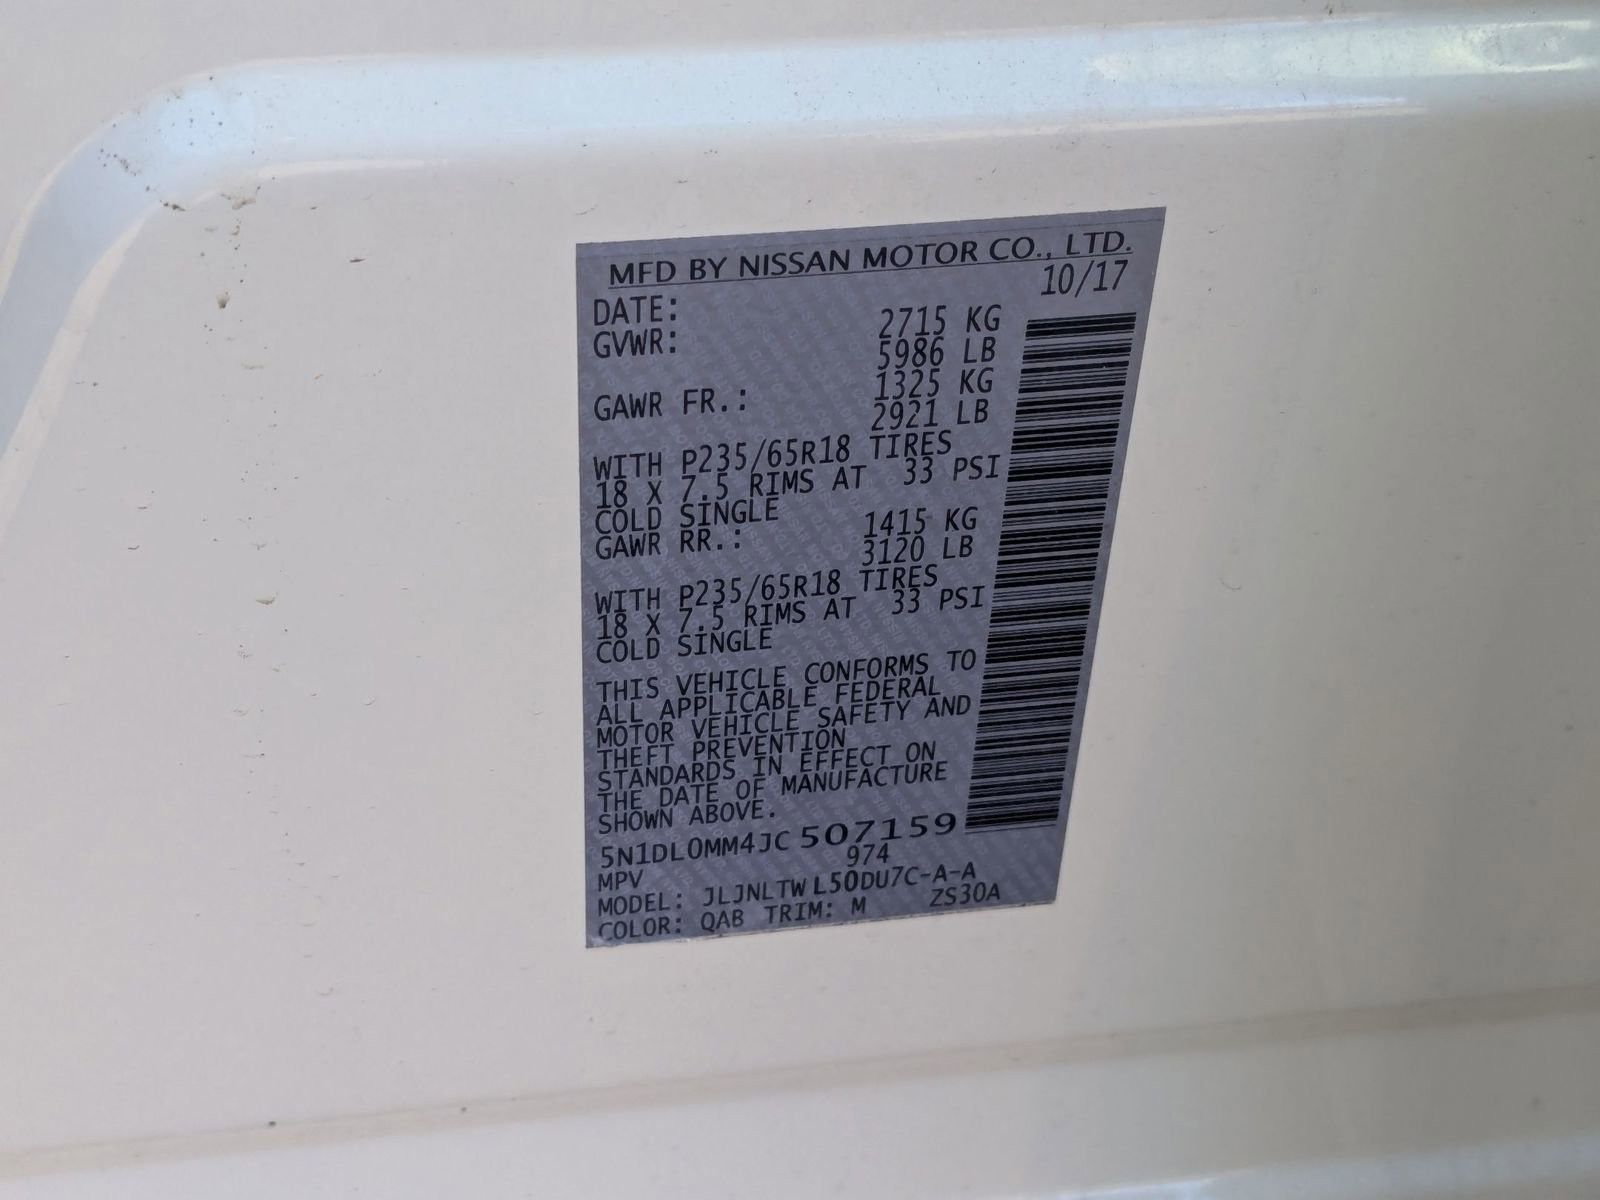 MFD BY NISSAN MOTOR CO., LTD.
DATE: 10/17
GVWR: 2715 KG
5986 LB
GAWR FR.: 1325 KG
2921 LB
WITH P235/65R18 TIRES
18 X 7.5 RIMS AT 33 PSI
COLD SINGLE
GAWR RR.: 1415 KG
3120 LB
WITH P235/65R18 TIRES
18 X 7.5 RIMS AT 33 PSI
COLD SINGLE
THIS VEHICLE CONFORMS TO
ALL APPLICABLE FEDERAL
MOTOR VEHICLE SAFETY AND
THEFT PREVENTION
STANDARDS IN EFFECT ON
THE DATE OF MANUFACTURE
SHOWN ABOVE.
5N1DL0MM4JC507159
MPV 974
MODEL: JLJNLTWL50DU7C-A-A
COLOR: QAB TRIM: M ZS30A